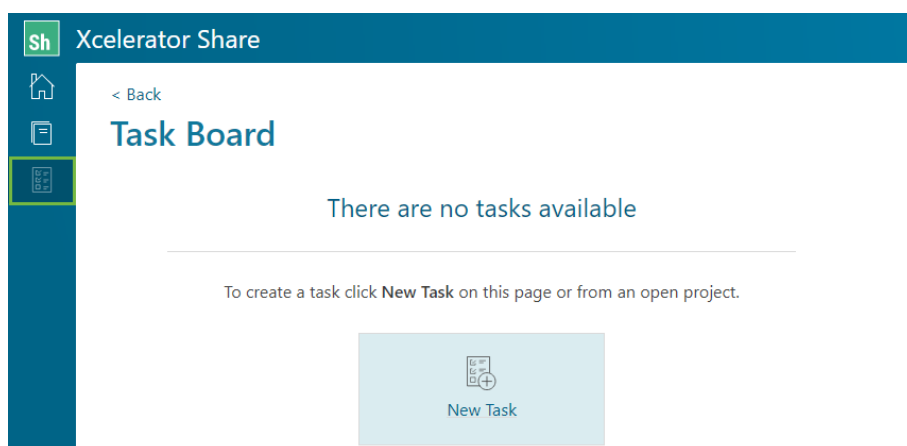 Sh Xcelerator Share
< Back
Task Board
There are no tasks available
To create a task click New Task on this page or from an open project.
New Task